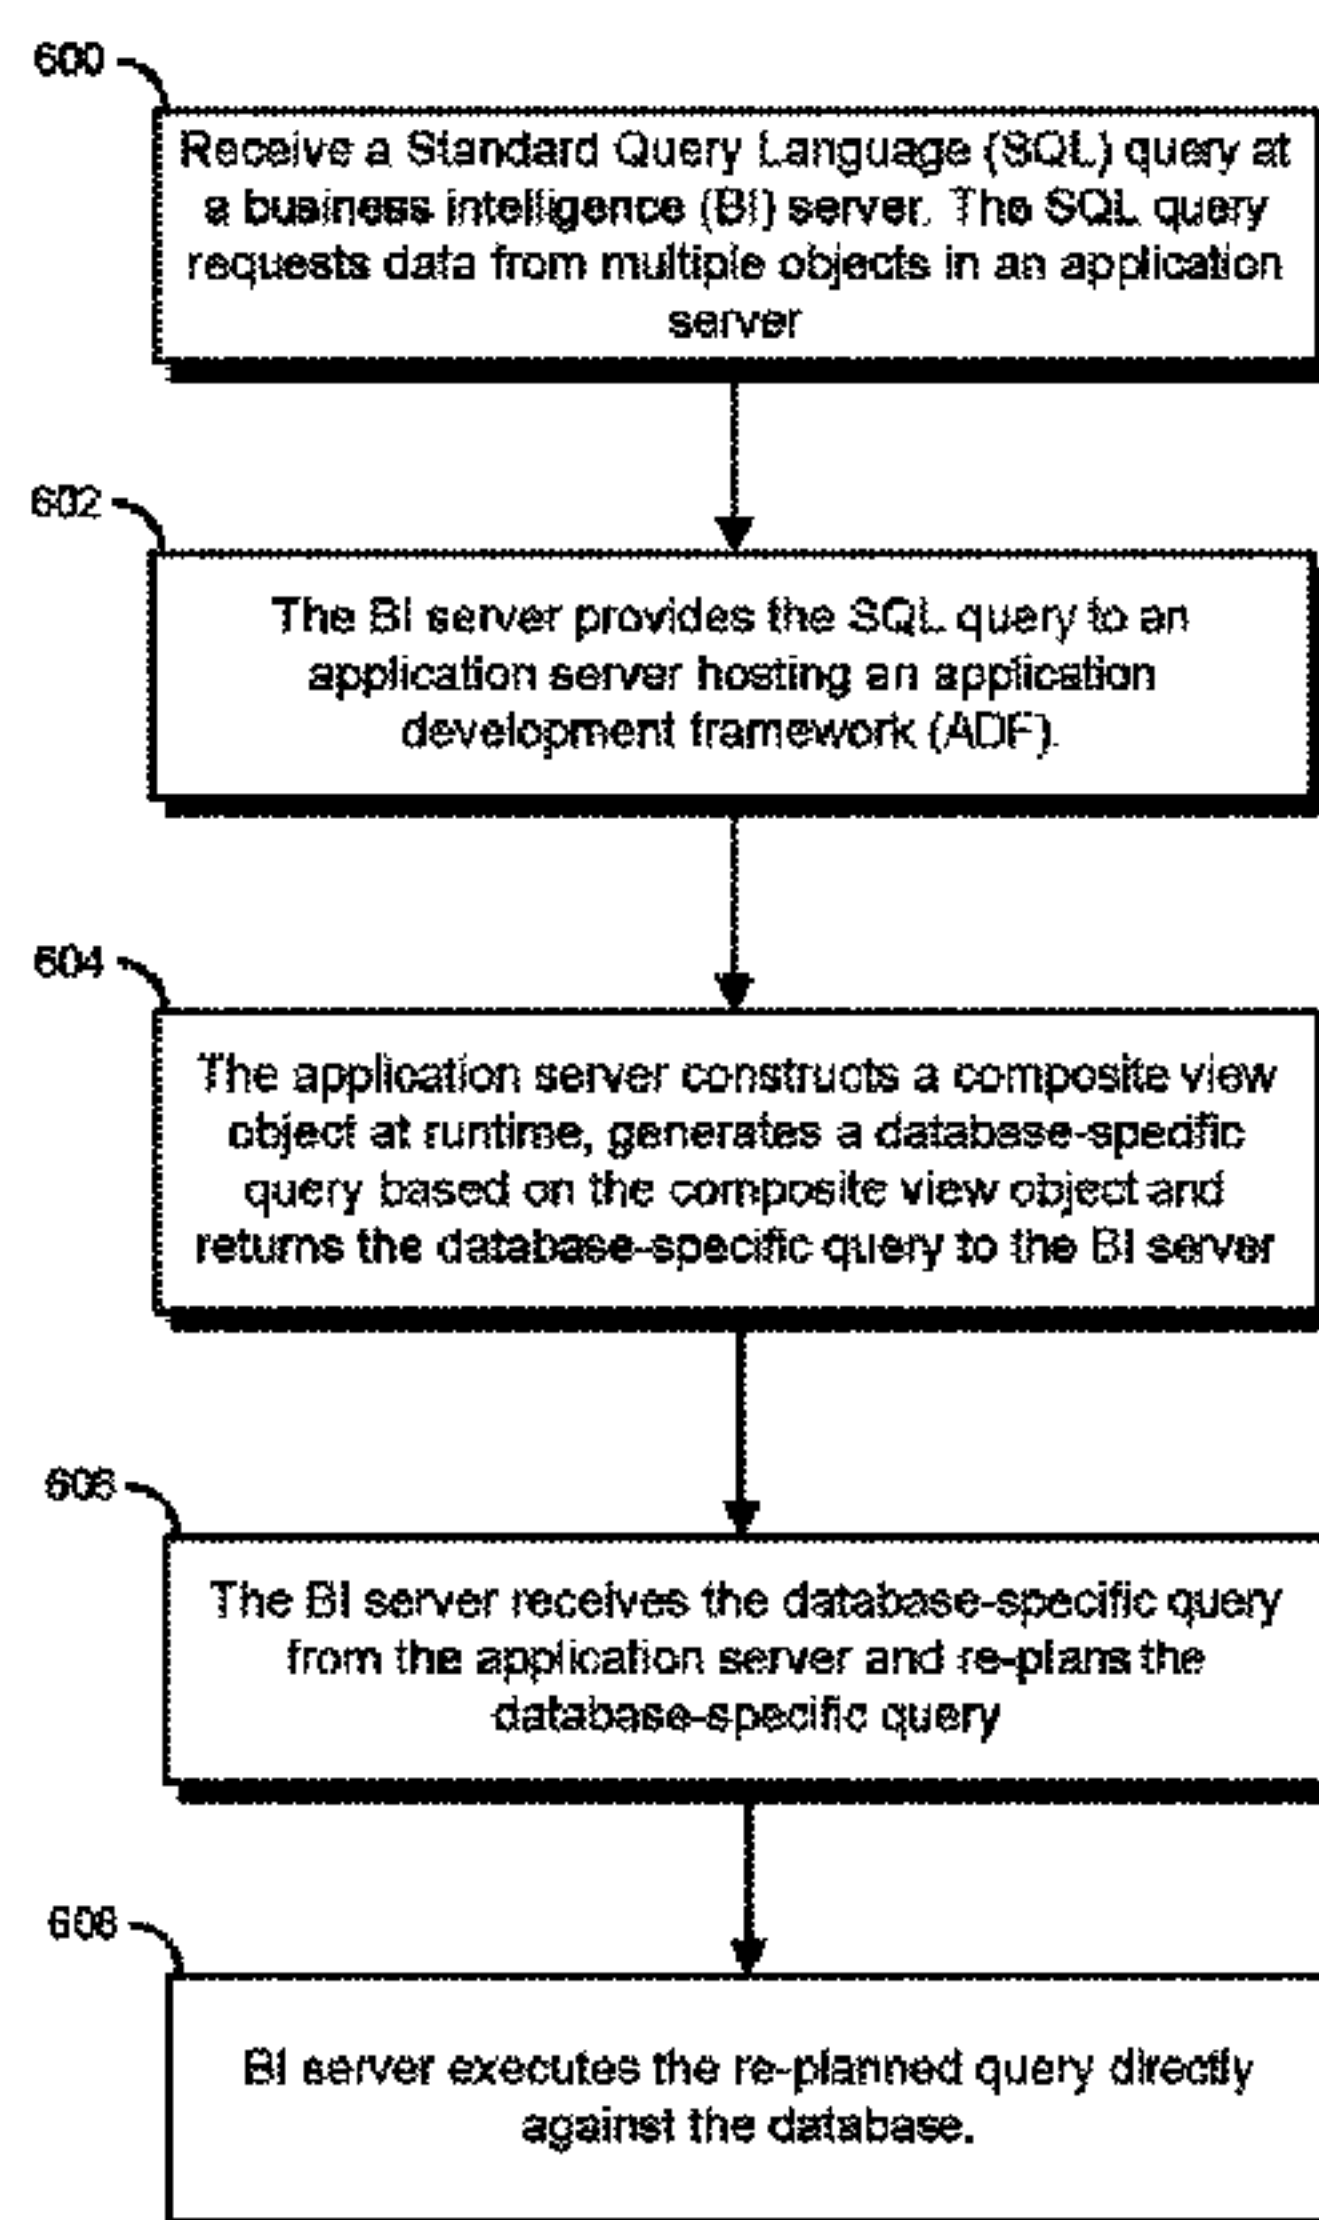 600
Receive a Standard Query Language (SQL) query at
a business intelligence (BI) server. The SQL query
requests data from multiple objects in an application
server
602
The BI server provides the SQL query to an
application server hosting an application
development framework (ADF).
604
The application server constructs a composite view
object at runtime, generates a database-specific
query based on the composite view object and
returns the database-specific query to the BI server
606
The BI server receives the database-specific query
from the application server and re-plans the
database-specific query
608
BI server executes the re-planned query directly
against the database.